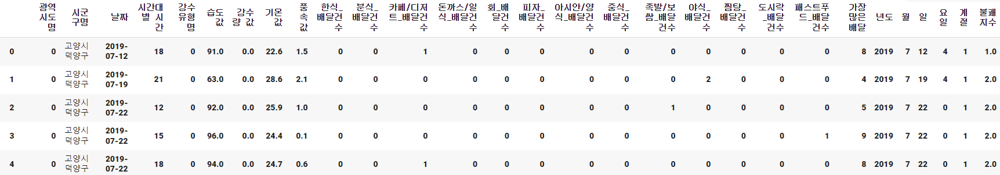 광역시도명 시군구명 날짜 시간대별 시간 강수유형명 습도값 강수량 값 기온값 풍속값 한식_배달건수 분식_배달건수 카페/디저트_배달건수 돈까스/일식_배달건수 회_배달건수 피자_배달건수 아시안/양식_배달건수 중식_배달건수 족발/보쌈_배달건수 야식_배달건수 찜탕_배달건수 도시락_배달건수 패스트푸드_배달건수 가장많은배달 년도 월 일 요일 계절 불쾌지수
0 0 고양시 덕양구 2019-07-12 18 0 91.0 0.0 22.6 1.5 0 0 1 0 0 0 0 0 0 0 0 0 0 8 2019 7 12 4 1 1.0
1 0 고양시 덕양구 2019-07-19 21 0 63.0 0.0 28.6 2.1 0 0 0 0 0 0 0 0 0 2 0 0 0 4 2019 7 19 4 1 2.0
2 0 고양시 덕양구 2019-07-22 12 0 92.0 0.0 25.9 1.0 0 0 0 0 0 0 0 0 1 0 0 0 0 5 2019 7 22 0 1 2.0
3 0 고양시 덕양구 2019-07-22 15 0 96.0 0.0 24.4 0.1 0 0 0 0 0 0 0 0 0 0 0 0 1 9 2019 7 22 0 1 2.0
4 0 고양시 덕양구 2019-07-22 18 0 94.0 0.0 24.7 0.6 0 0 1 0 0 0 0 0 0 0 0 0 0 8 2019 7 22 0 1 2.0